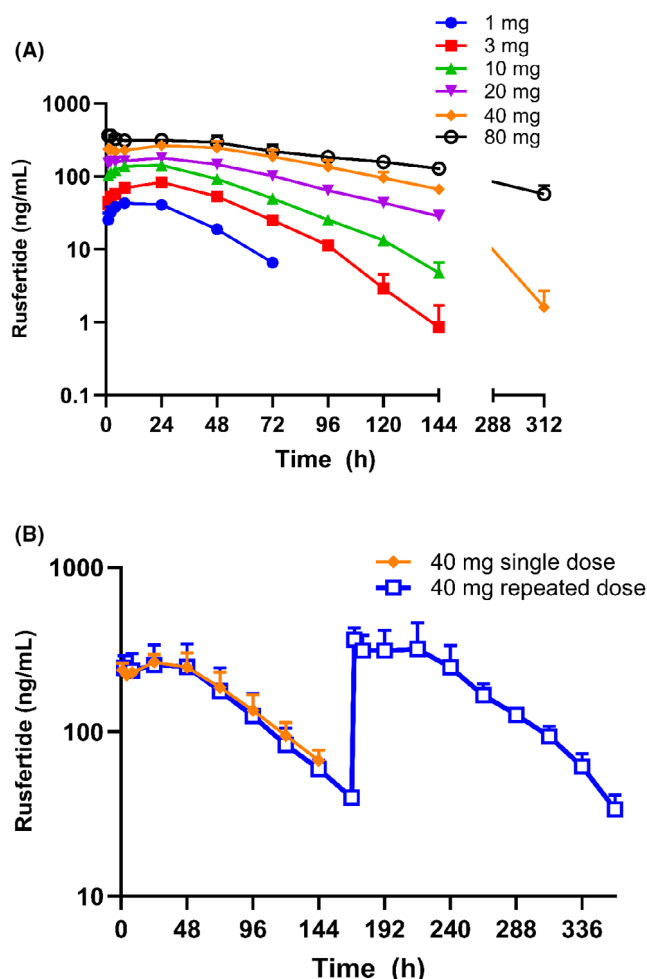 (A)
1 mg
3 mg
10 mg
20 mg
40 mg
80 mg
Rusfertide (ng/mL)
1000
100
10
1
0.1
0 24 48 72 96 120 144 288 312
Time (h)
(B)
40 mg single dose
40 mg repeated dose
Rusfertide (ng/mL)
1000
100
10
0 48 96 144 192 240 288 336
Time (h)